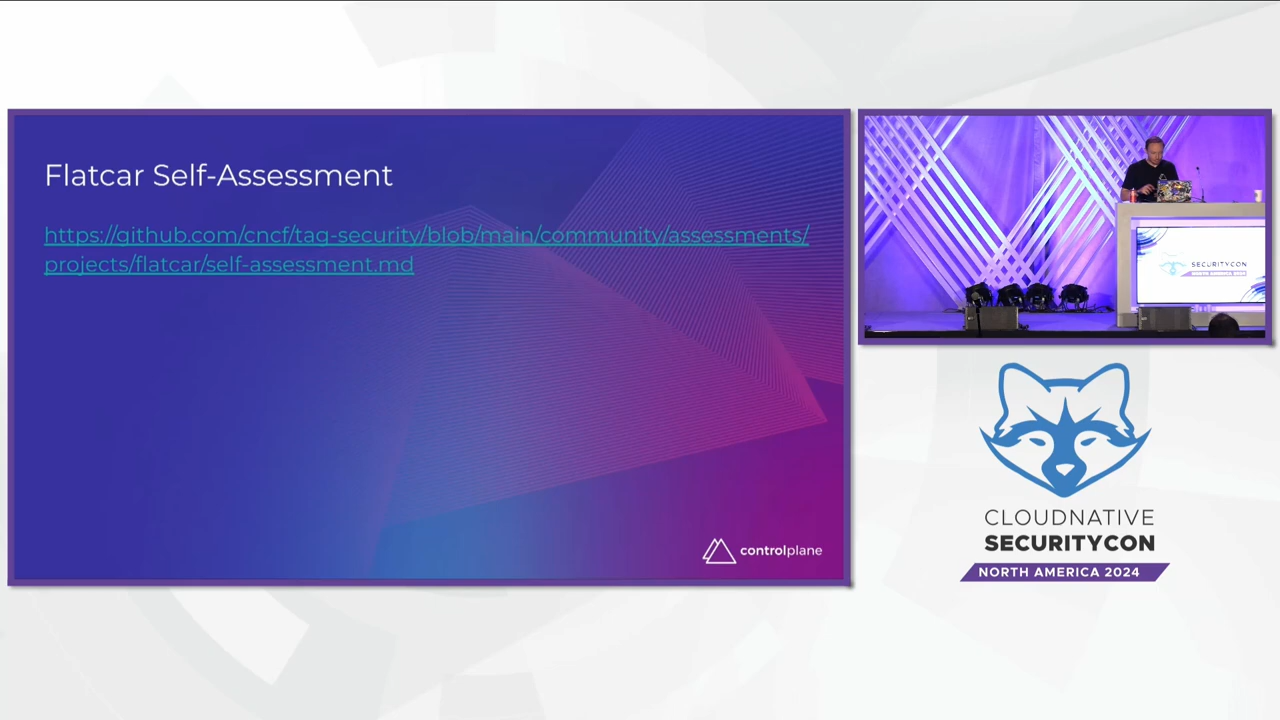 Flatcar Self-Assessment
https://github.com/cncf/tag-security/blob/main/community/assessments/
projects/flatcar/self-assessment.md
controlplane
SECURITYCON
CLOUDNATIVE
SECURITYCON
NORTH AMERICA 2024